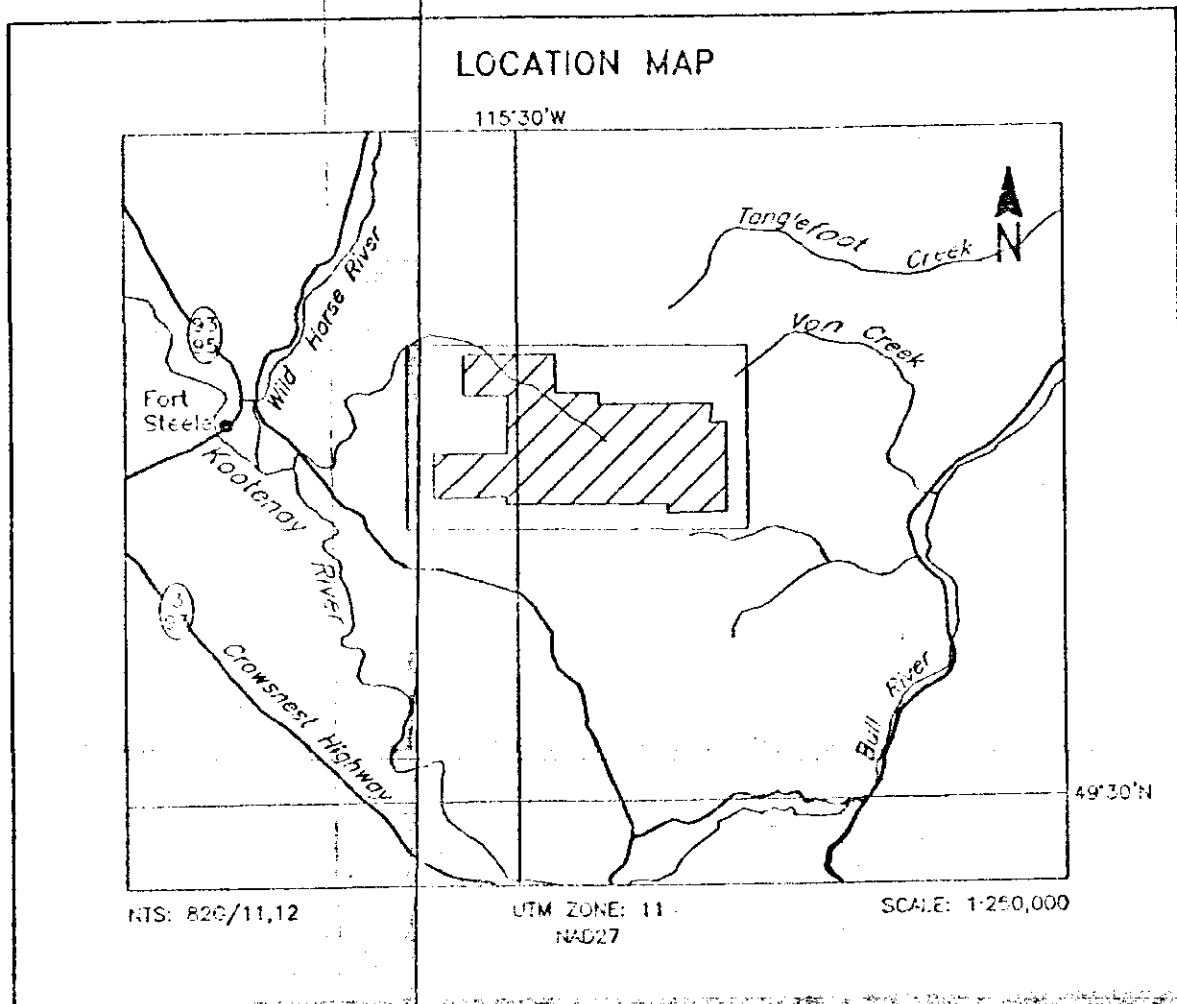 LOCATION MAP
115°30'W
N
Tanglefoot Creek
Van Creek
Wild Horse River
93
95
Fort
Steele
Kootenay River
Crowsnest Highway
Bull River
49°30'N
NTS: 82G/11,12
UTM ZONE: 11
NAD27
SCALE: 1:250,000